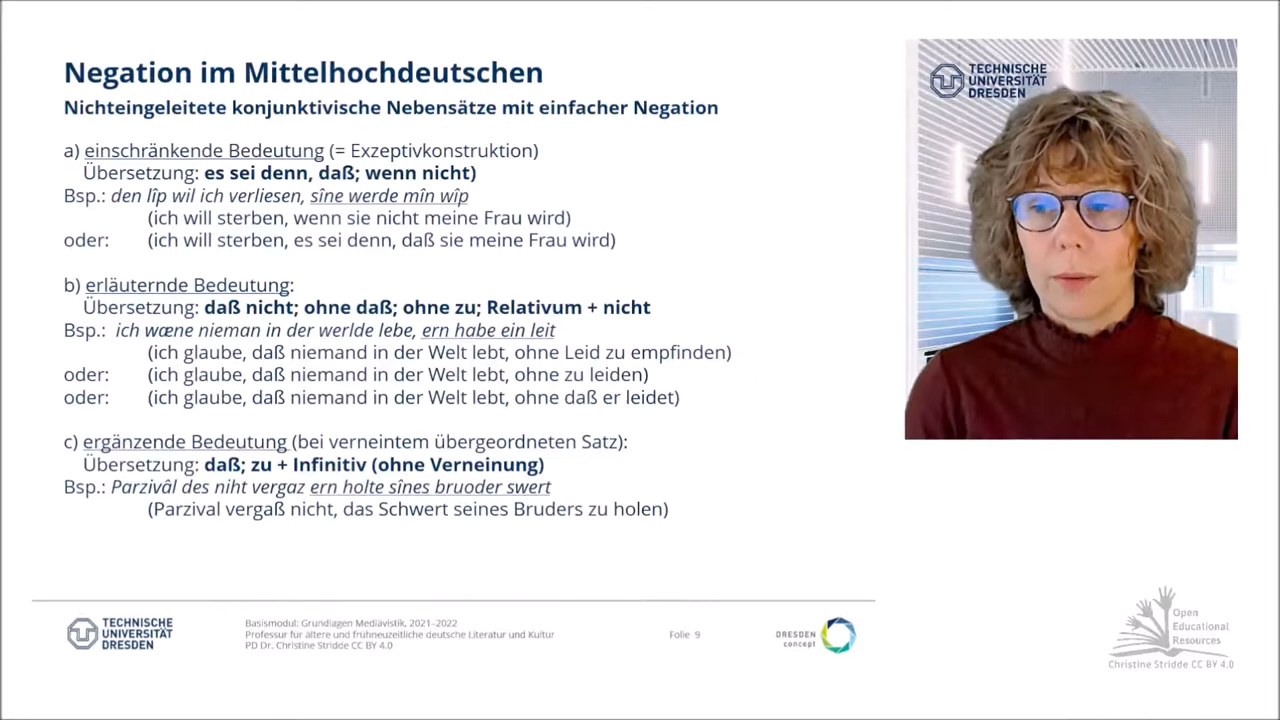 Negation im Mittelhochdeutschen
Nichteingeleitete konjunktivische Nebensätze mit einfacher Negation
a) einschränkende Bedeutung (= Exzeptivkonstruktion)
Übersetzung: es sei denn, daß; wenn nicht)
Bsp.: den lîp wil ich verliesen, sîne werde mîn wîp
(ich will sterben, wenn sie nicht meine Frau wird)
oder: (ich will sterben, es sei denn, daß sie meine Frau wird)
b) erläuternde Bedeutung:
Übersetzung: daß nicht; ohne daß; ohne zu; Relativum + nicht
Bsp.: ich wæne nieman in der werlde lebe, ern habe ein leit
(ich glaube, daß niemand in der Welt lebt, ohne Leid zu empfinden)
oder: (ich glaube, daß niemand in der Welt lebt, ohne zu leiden)
oder: (ich glaube, daß niemand in der Welt lebt, ohne daß er leidet)
c) ergänzende Bedeutung (bei verneintem übergeordneten Satz):
Übersetzung: daß; zu + Infinitiv (ohne Verneinung)
Bsp.: Parzivâl des niht vergaz ern holte sînes bruoder swert
(Parzival vergaß nicht, das Schwert seines Bruders zu holen)
TECHNISCHE
UNIVERSITÄT
DRESDEN
TECHNISCHE
UNIVERSITÄT
DRESDEN
Basismodul: Grundlagen Mediävistik, 2021–2022
Professur für ältere und frühneuzeitliche deutsche Literatur und Kultur
PD Dr. Christine Stridde CC BY 4.0
Folie 9
DRESDEN
concept
Open
Educational
Resources
Christine Stridde CC BY 4.0